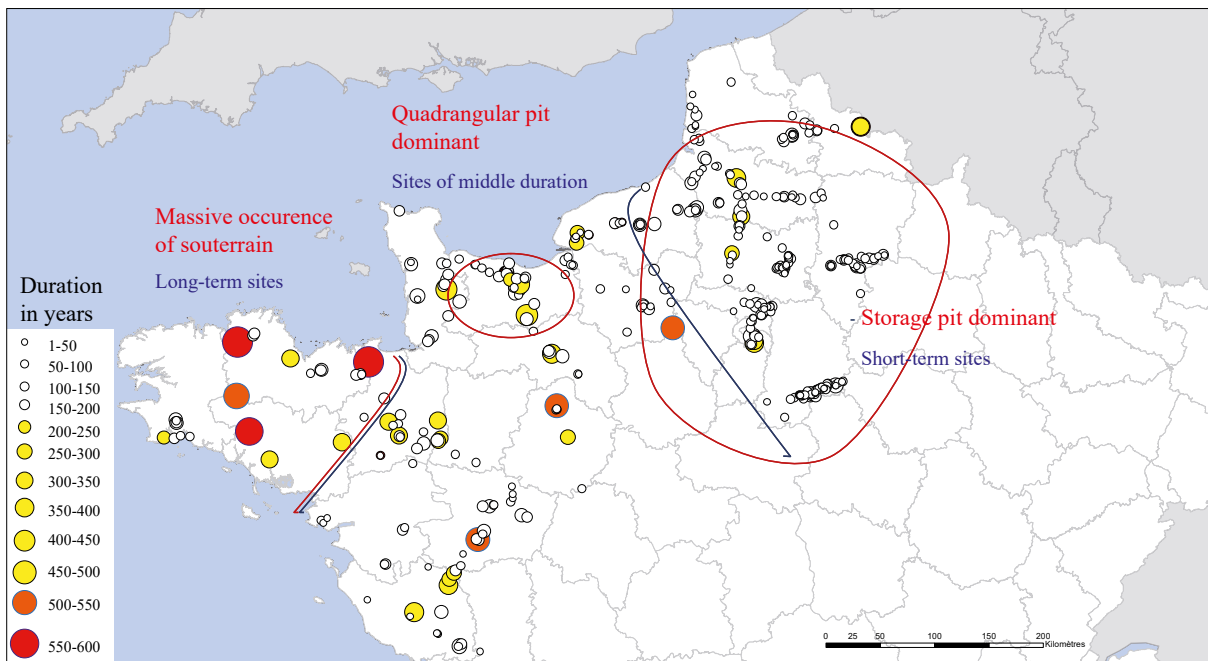 Quadrangular pit
dominant
Sites of middle duration
Massive occurence
of souterrain
Long-term sites
Storage pit dominant
Short-term sites
Duration
in years
1-50
50-100
100-150
150-200
200-250
250-300
300-350
350-400
400-450
450-500
500-550
550-600
0 25 50 100 150 200
Kilomètres